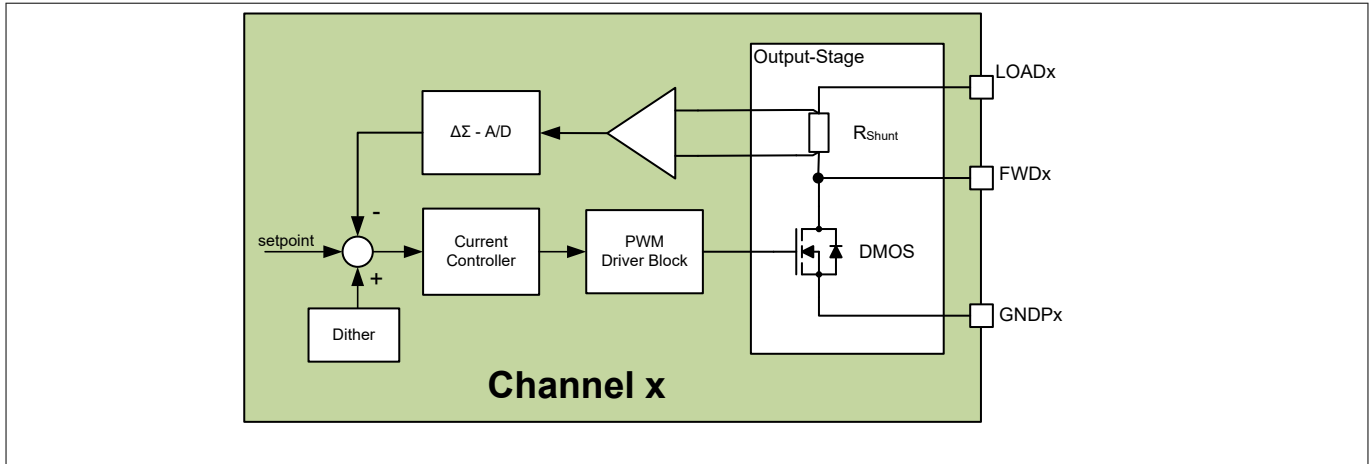 Output-Stage
LOADx
ΔΣ - A/D
RShunt
FWDx
-
setpoint
Current
Controller
PWM
Driver Block
DMOS
+
GNDPx
Dither
Channel x